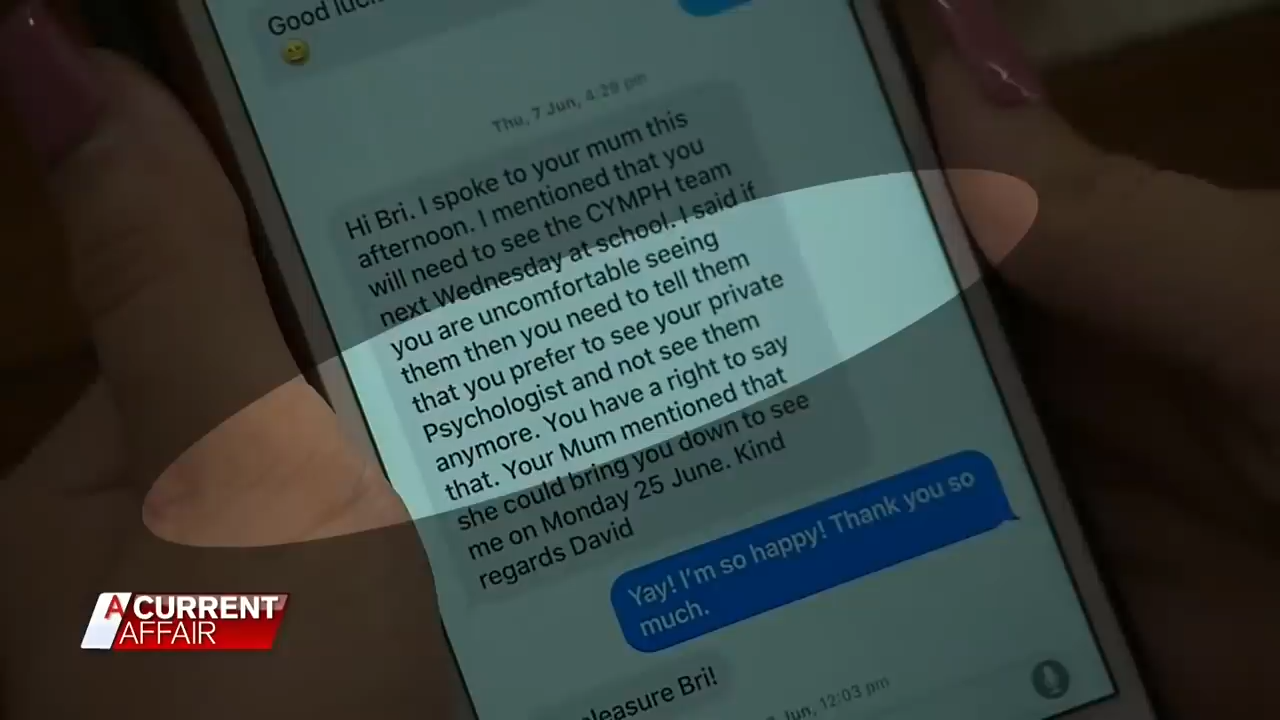 Good luck
😀
Thu, 7 Jun, 4:29 pm
Hi Bri. I spoke to your mum this
afternoon. I mentioned that you
will need to see the CYMPH team
next Wednesday at school. I said if
you are uncomfortable seeing
them then you need to tell them
that you prefer to see your private
Psychologist and not see them
anymore. You have a right to say
that. Your Mum mentioned that
she could bring you down to see
me on Monday 25 June. Kind
regards David
Yay! I'm so happy! Thank you so
much.
Bri!
Jun, 12:03 pm
A CURRENT
AFFAIR